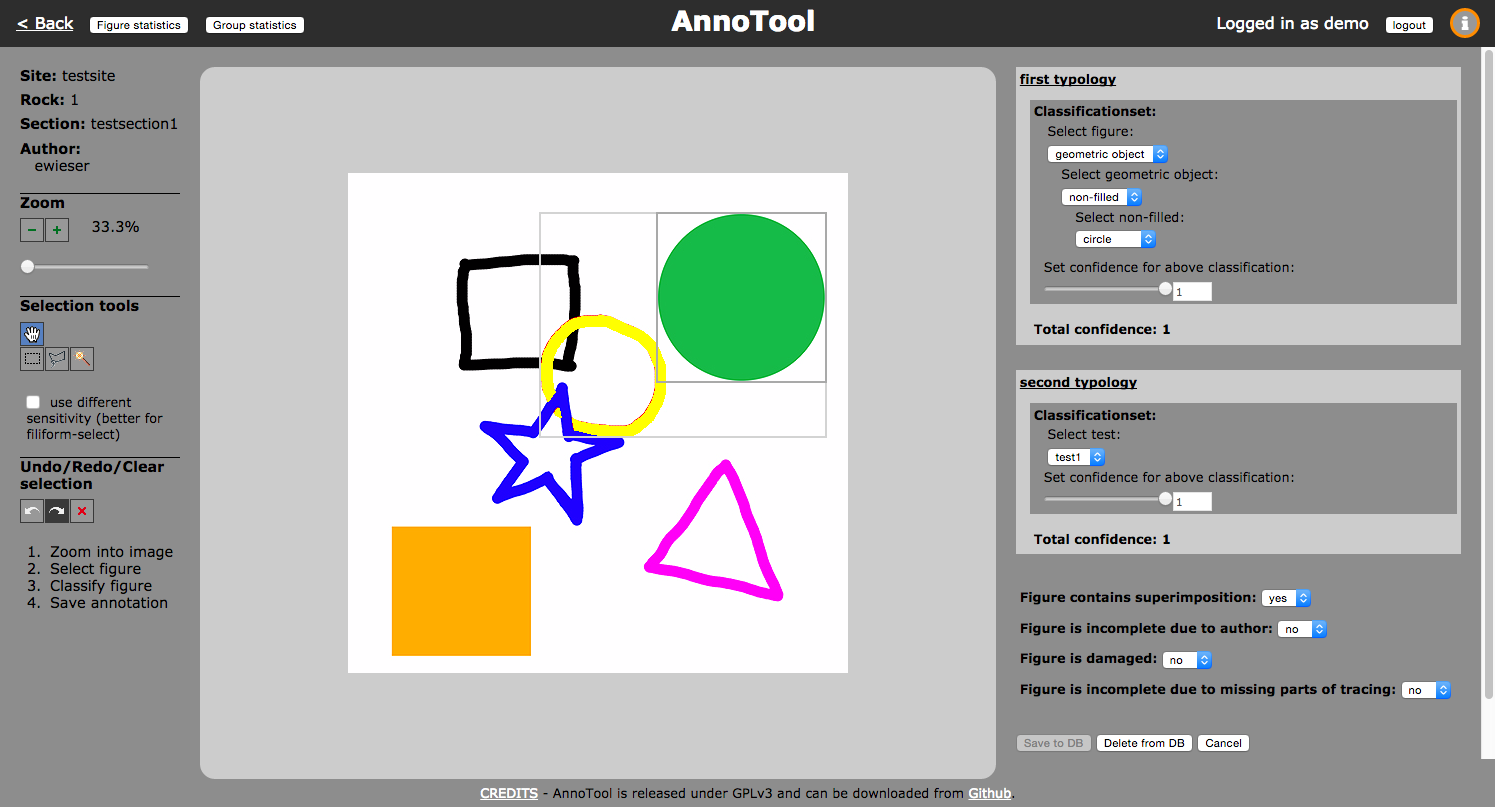 < Back
Figure statistics
Group statistics
AnnoTool
Logged in as demo
logout
i
Site: testsite
Rock: 1
Section: testsection1
Author:
ewieser
Zoom
− + 33.3%
Selection tools
use different
sensitivity (better for
filiform-select)
Undo/Redo/Clear
selection
1. Zoom into image
2. Select figure
3. Classify figure
4. Save annotation
first typology
Classificationset:
Select figure:
geometric object
Select geometric object:
non-filled
Select non-filled:
circle
Set confidence for above classification:
1
Total confidence: 1
second typology
Classificationset:
Select test:
test1
Set confidence for above classification:
1
Total confidence: 1
Figure contains superimposition: yes
Figure is incomplete due to author: no
Figure is damaged: no
Figure is incomplete due to missing parts of tracing: no
Save to DB
Delete from DB
Cancel
CREDITS - AnnoTool is released under GPLv3 and can be downloaded from Github.